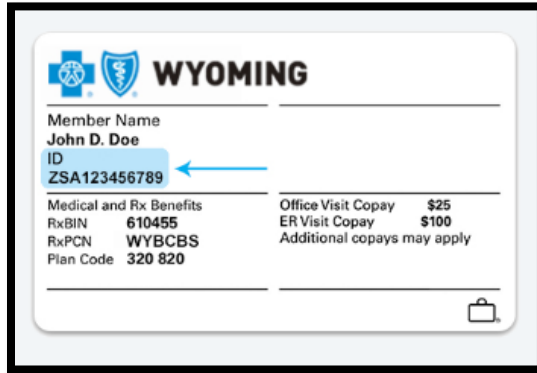 WYOMING
Member Name
John D. Doe
ID
ZSA123456789
Medical and Rx Benefits
RxBIN 610455
RxPCN WYBCBS
Plan Code 320 820
Office Visit Copay $25
ER Visit Copay $100
Additional copays may apply